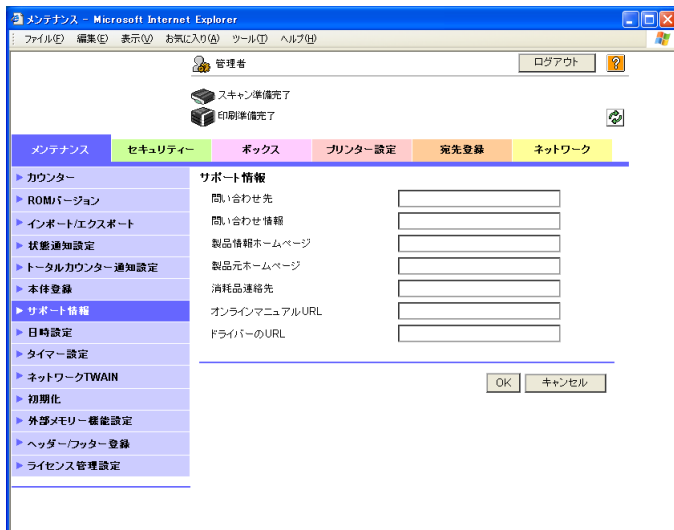 メンテナンス - Microsoft Internet Explorer
ファイル(F) 編集(E) 表示(V) お気に入り(A) ツール(T) ヘルプ(H)
管理者
ログアウト
?
スキャン準備完了
印刷準備完了
メンテナンス セキュリティー ボックス プリンター設定 宛先登録 ネットワーク
カウンター
ROMバージョン
インポート/エクスポート
状態通知設定
トータルカウンター通知設定
本体登録
サポート情報
日時設定
タイマー設定
ネットワークTWAIN
初期化
外部メモリー機能設定
ヘッダー/フッター登録
ライセンス管理設定
サポート情報
問い合わせ先
問い合わせ情報
製品情報ホームページ
製品元ホームページ
消耗品連絡先
オンラインマニュアルURL
ドライバーのURL
OK キャンセル